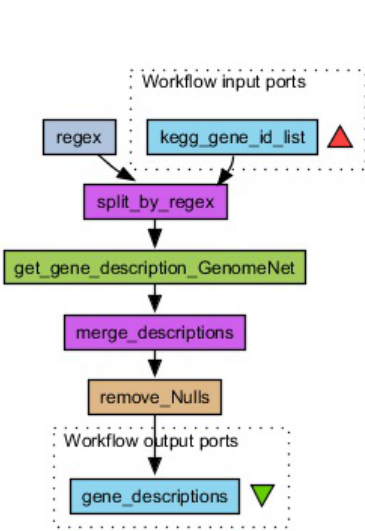 Workflow input ports
regex
kegg_gene_id_list
split_by_regex
get_gene_description_GenomeNet
merge_descriptions
remove_Nulls
Workflow output ports
gene_descriptions